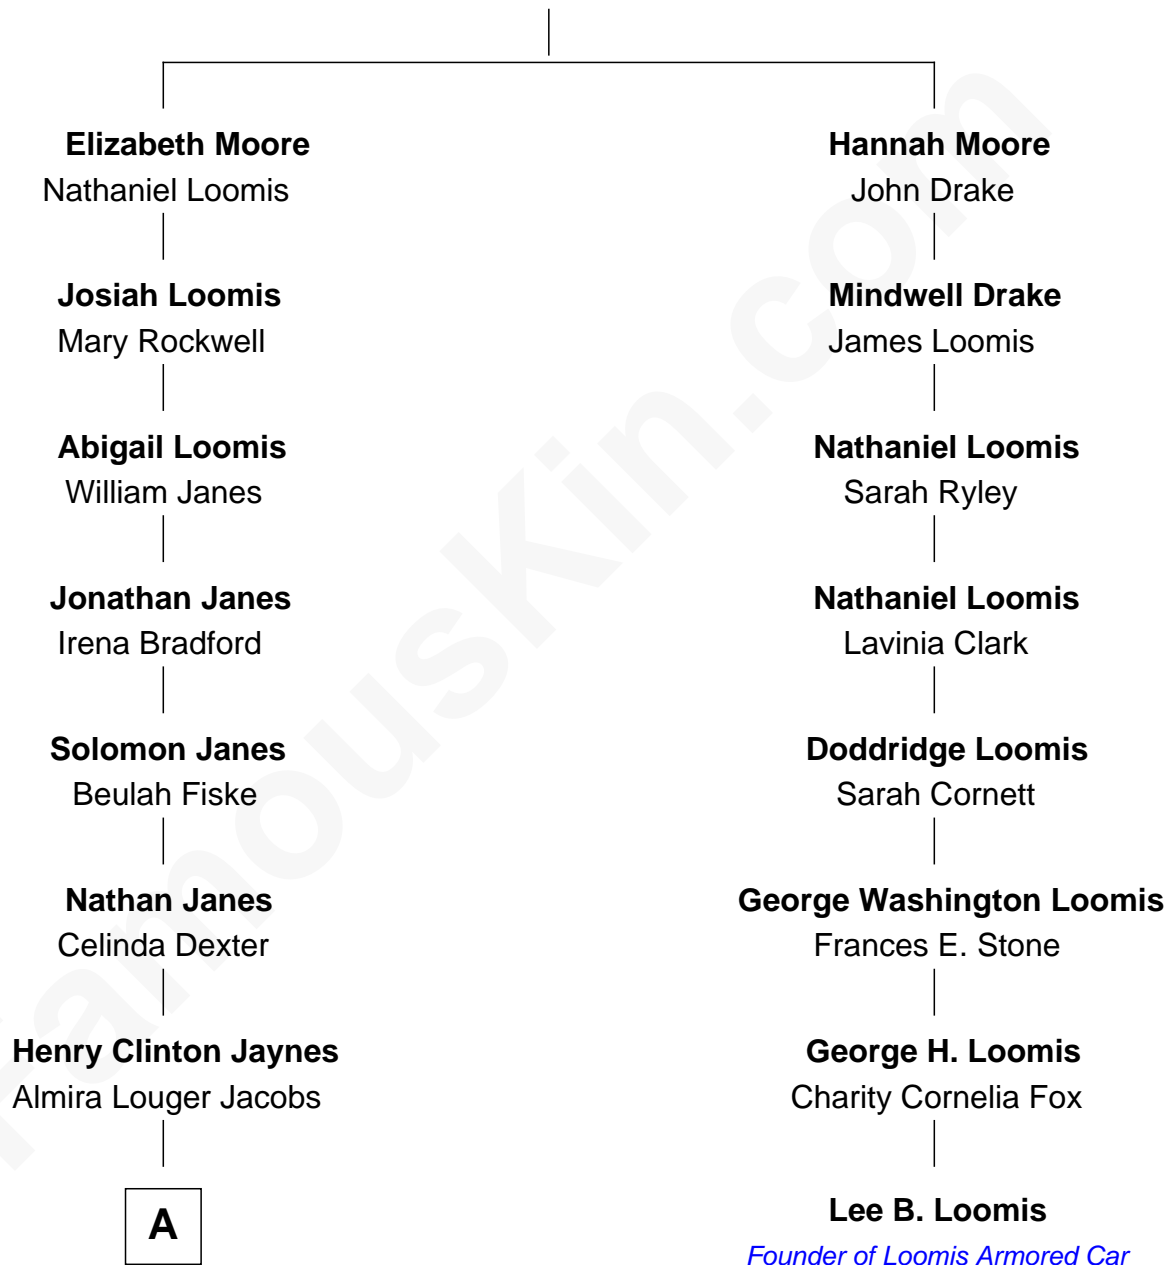 Elizabeth Moore
Nathaniel Loomis
Josiah Loomis
Mary Rockwell
Abigail Loomis
William Janes
Jonathan Janes
Irena Bradford
Solomon Janes
Beulah Fiske
Nathan Janes
Celinda Dexter
Henry Clinton Jaynes
Almira Louger Jacobs
A
Hannah Moore
John Drake
Mindwell Drake
James Loomis
Nathaniel Loomis
Sarah Ryley
Nathaniel Loomis
Lavinia Clark
Doddridge Loomis
Sarah Cornett
George Washington Loomis
Frances E. Stone
George H. Loomis
Charity Cornelia Fox
Lee B. Loomis
Founder of Loomis Armored Car
FamousKin.com